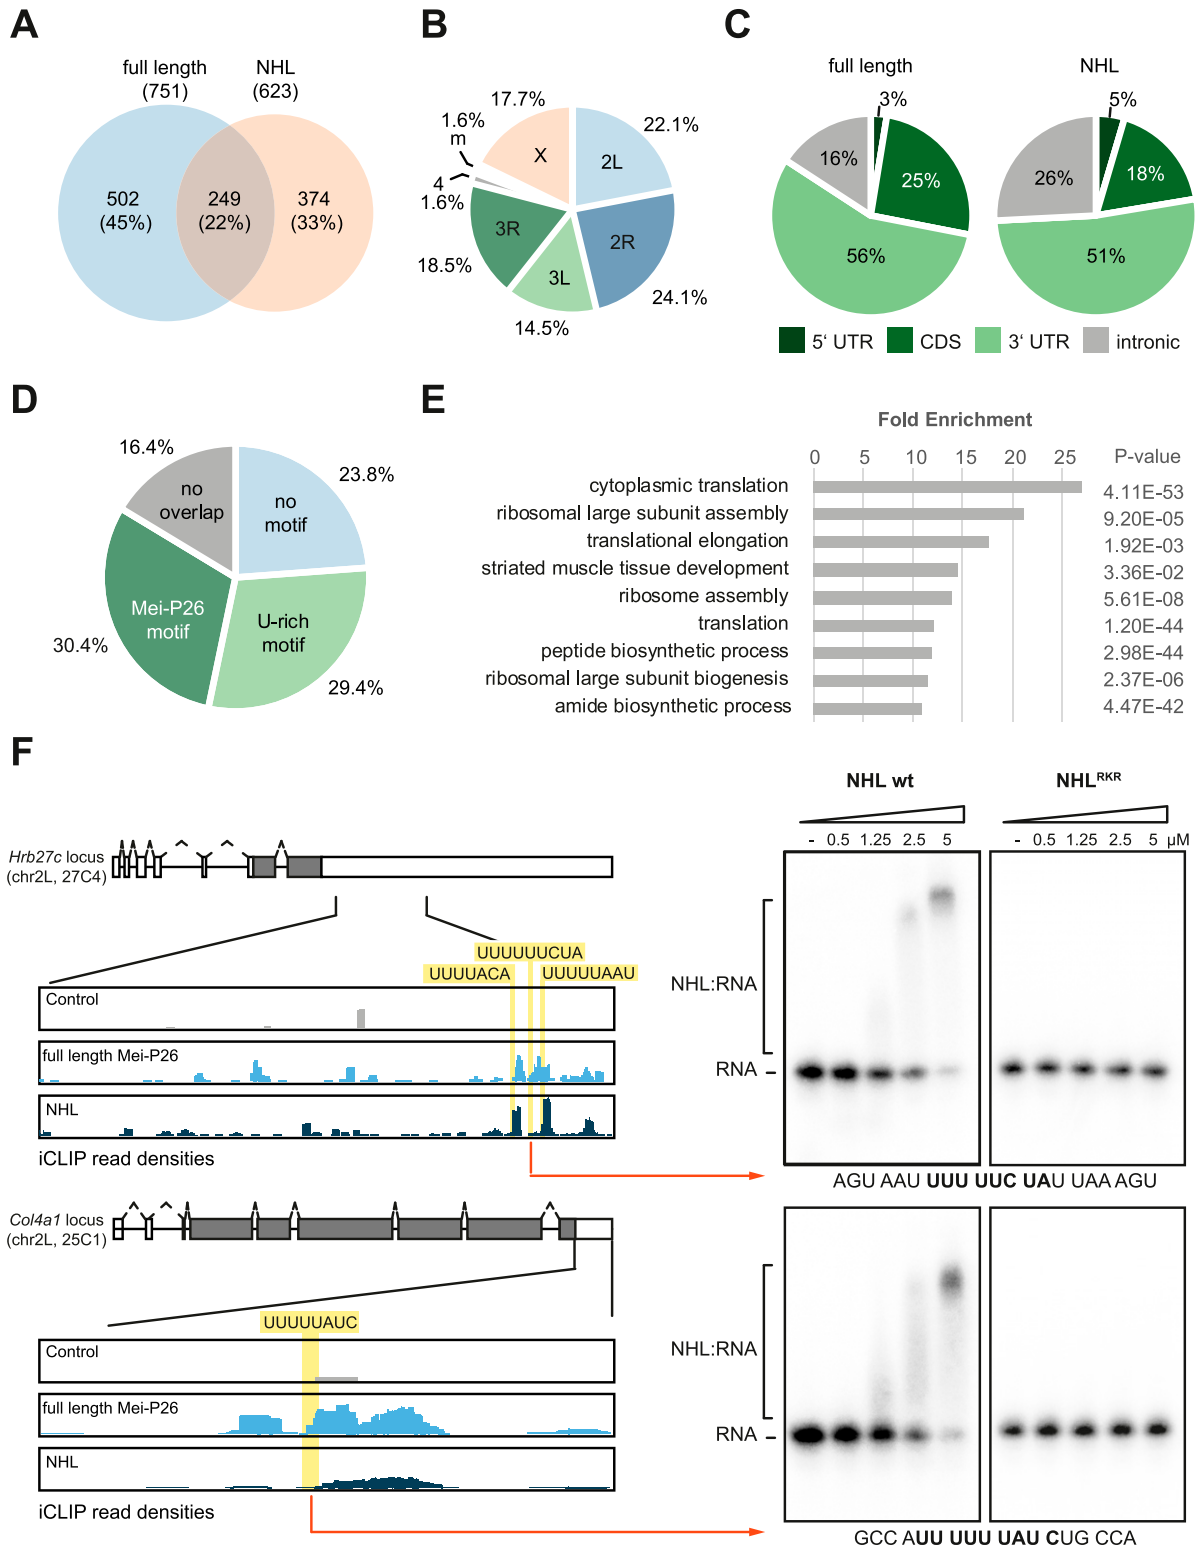 A
full length
(751)
NHL
(623)
502
(45%)
249
(22%)
374
(33%)
B
17.7%
1.6%
m
4
1.6%
18.5%
14.5%
24.1%
22.1%
X
2L
2R
3L
3R
C
full length
NHL
3%
25%
56%
16%
5%
18%
51%
26%
5‘ UTR
CDS
3‘ UTR
intronic
D
16.4%
no
overlap
23.8%
no
motif
Mei-P26
motif
30.4%
U-rich
motif
29.4%
E
Fold Enrichment
0 5 10 15 20 25
P-value
cytoplasmic translation 4.11E-53
ribosomal large subunit assembly 9.20E-05
translational elongation 1.92E-03
striated muscle tissue development 3.36E-02
ribosome assembly 5.61E-08
translation 1.20E-44
peptide biosynthetic process 2.98E-44
ribosomal large subunit biogenesis 2.37E-06
amide biosynthetic process 4.47E-42
F
Hrb27c locus
(chr2L, 27C4)
UUUUUUCUA
UUUUACA
UUUUUAAU
Control
full length Mei-P26
NHL
iCLIP read densities
NHL wt
NHLRKR
- 0.5 1.25 2.5 5
- 0.5 1.25 2.5 5 µM
NHL:RNA
RNA
AGU AAU UUU UUC UAU UAA AGU
Col4a1 locus
(chr2L, 25C1)
UUUUUAUC
Control
full length Mei-P26
NHL
iCLIP read densities
NHL:RNA
RNA
GCC AUU UUU UAU CUG CCA